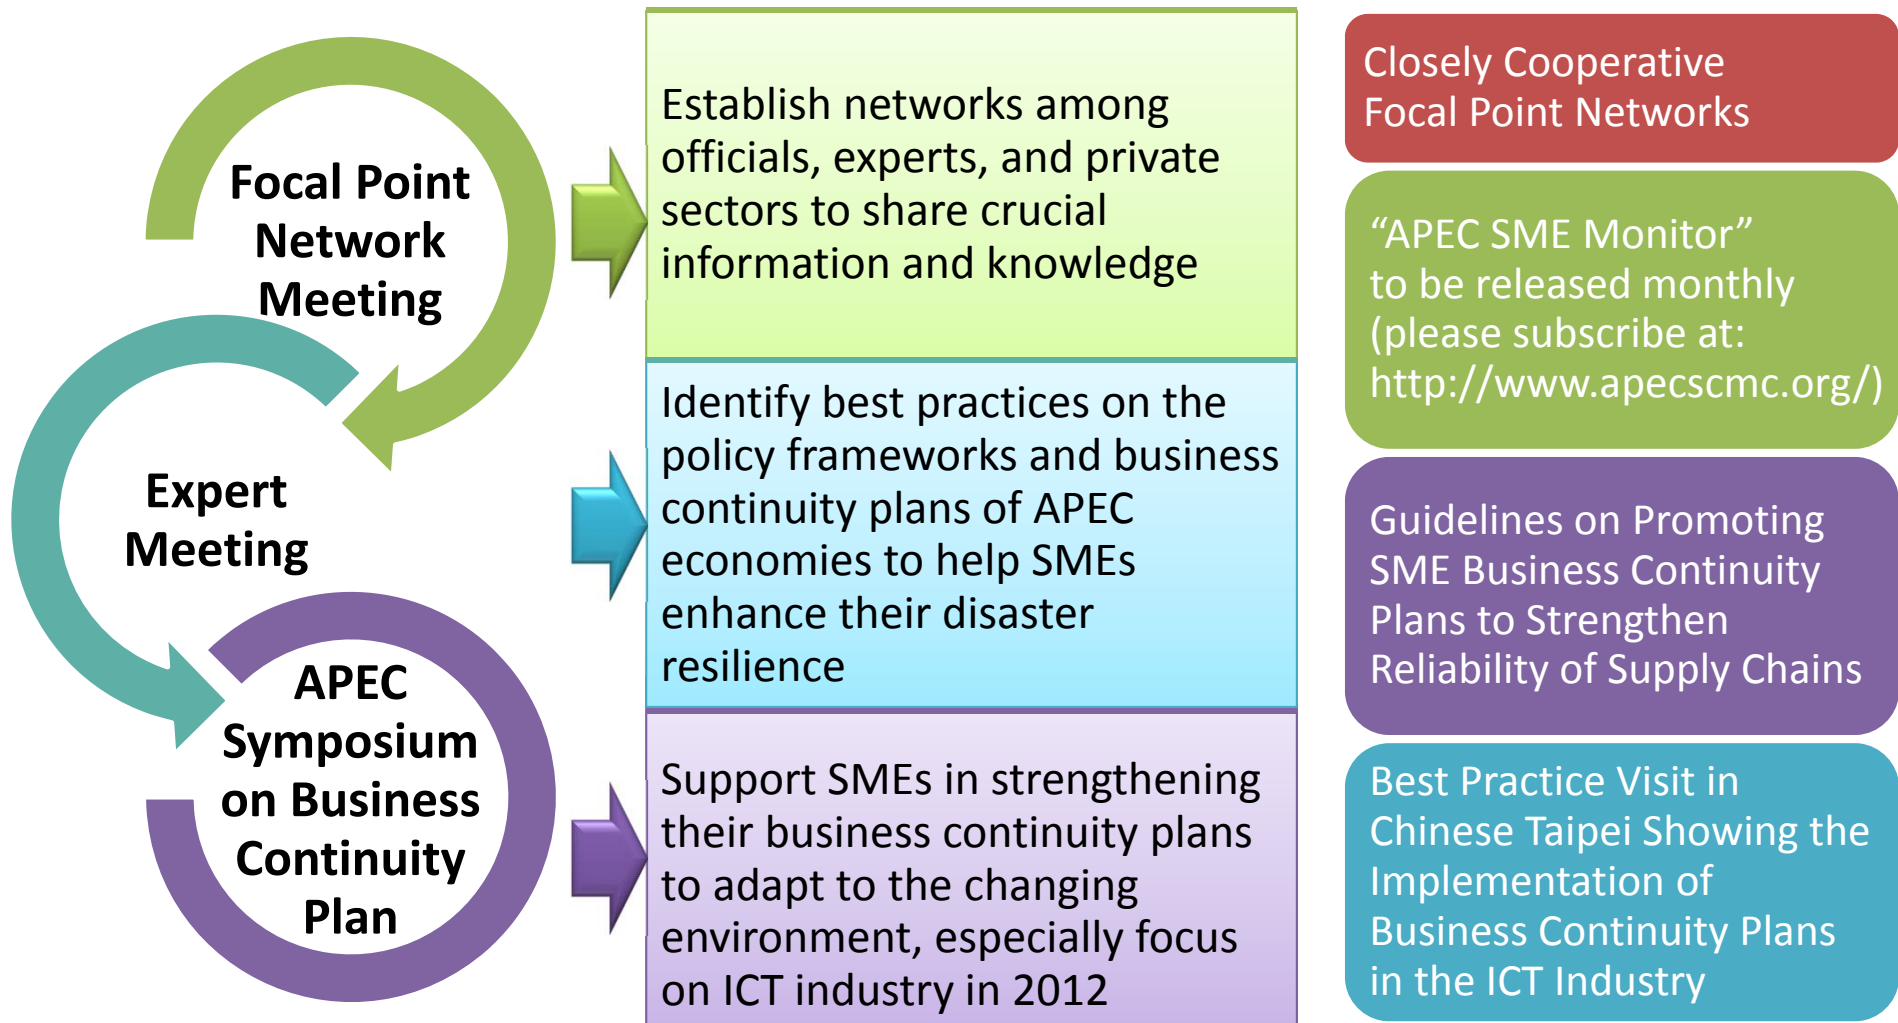 Focal Point
Network
Meeting
Expert
Meeting
APEC
Symposium
on Business
Continuity
Plan
Establish networks among
officials, experts, and private
sectors to share crucial
information and knowledge
Identify best practices on the
policy frameworks and business
continuity plans of APEC
economies to help SMEs
enhance their disaster
resilience
Support SMEs in strengthening
their business continuity plans
to adapt to the changing
environment, especially focus
on ICT industry in 2012
Closely Cooperative
Focal Point Networks
“APEC SME Monitor”
to be released monthly
(please subscribe at:
http://www.apecscmc.org/)
Guidelines on Promoting
SME Business Continuity
Plans to Strengthen
Reliability of Supply Chains
Best Practice Visit in
Chinese Taipei Showing the
Implementation of
Business Continuity Plans
in the ICT Industry